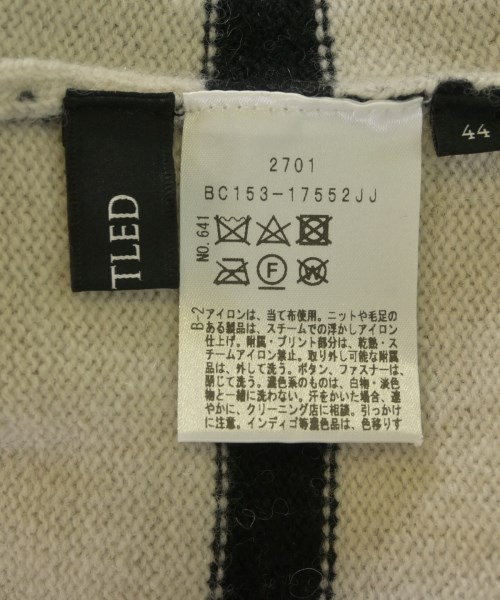 TLED
44
2701
BC153-17552JJ
NO.641
F
W
B-2
アイロンは、当て布使用。ニットや毛足の
ある製品は、スチームでの浮かしアイロン
仕上げ。附属・プリント部分は、乾熱・ス
チームアイロン禁止。取り外し可能な附属
品は、外して洗う。ボタン、ファスナーは、
閉じて洗う。濃色系のものは、白物・淡色
物と一緒に洗わない。汗をかいた場合、速
やかに、クリーニング店に相談。引っかけ
に注意。インディゴ等濃色品は、色移りす